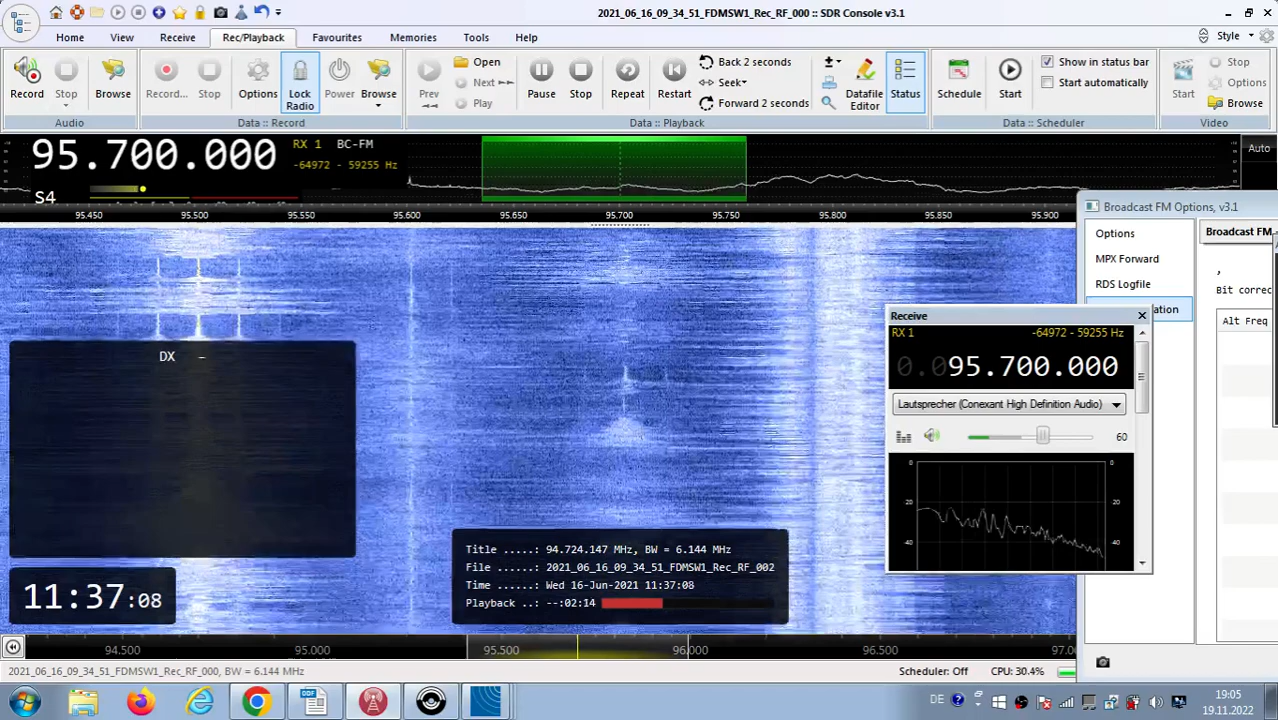 2021_06_16_09_34_51_FDMSW1_Rec_RF_000 :: SDR Console v3.1
Home View Receive Rec/Playback Favourites Memories Tools Help Style
Record Stop Browse Record... Stop Options Lock Radio Power Browse Prev Open Next Play Pause Stop Repeat Restart Back 2 seconds Seek Forward 2 seconds Datafile Editor Status Schedule Start Show in status bar Start automatically Start Stop Options Browse
Audio Data :: Record Data :: Playback Data :: Scheduler Video
95.700.000 RX 1 BC-FM Auto
-64972 - 59255 Hz
S4
95.450 95.500 95.550 95.600 95.650 95.700 95.750 95.800 95.850 95.900
Broadcast FM Options, v3.1
Options Broadcast FM
MPX Forward
RDS Logfile
Bit correc
ation Alt Freq
Receive
RX 1 -64972 - 59255 Hz
0.095.700.000
Lautsprecher (Conexant High Definition Audio)
60
0 0
20 20
-40 -40
DX –
11:37:08
Title .....: 94.724.147 MHz, BW = 6.144 MHz
File ......: 2021_06_16_09_34_51_FDMSW1_Rec_RF_002
Time ......: Wed 16-Jun-2021 11:37:08
Playback ..: --:02:14
94.500 95.000 95.500 96.000 96.500 97.0
2021_06_16_09_34_51_FDMSW1_Rec_RF_000, BW = 6.144 MHz Scheduler: Off CPU: 30.4%
DE 19:05
19.11.2022